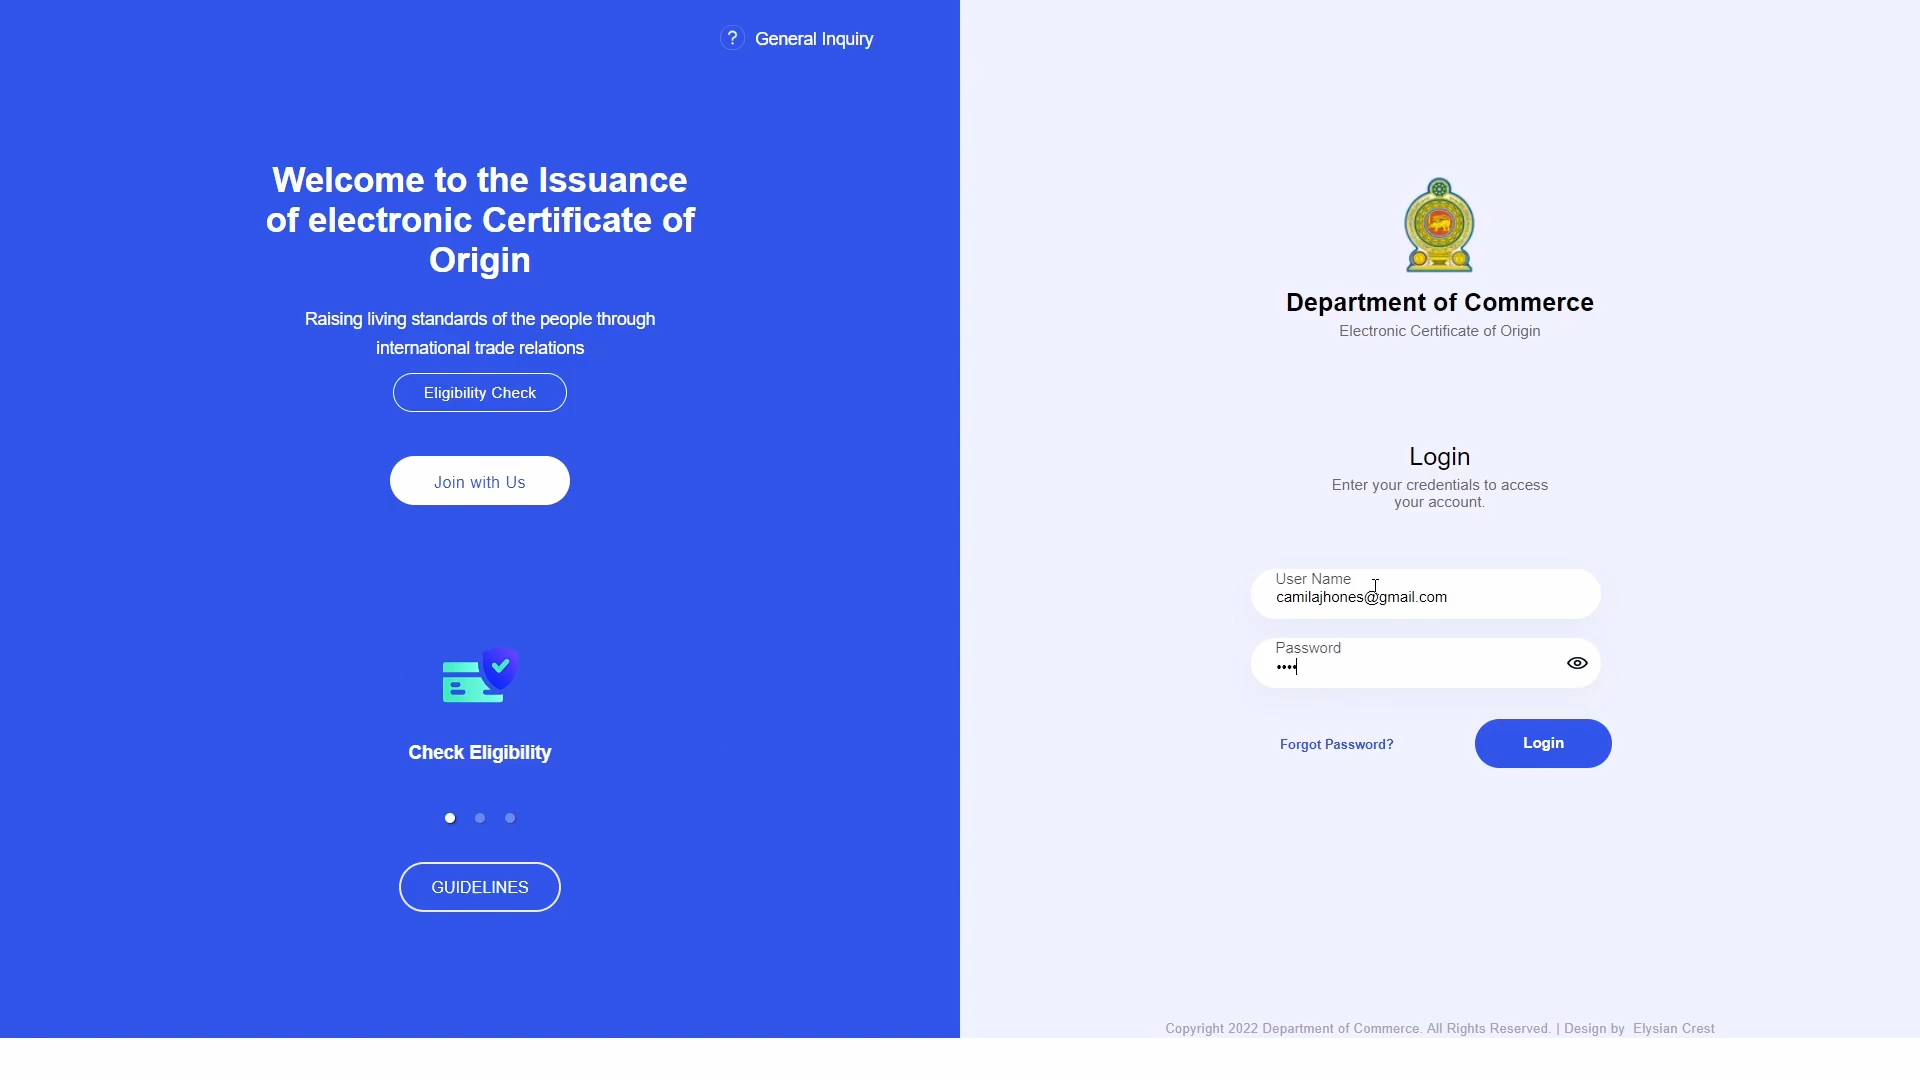 ? General Inquiry
Welcome to the Issuance
of electronic Certificate of
Origin
Raising living standards of the people through
international trade relations
Eligibility Check
Join with Us
Check Eligibility
GUIDELINES
Department of Commerce
Electronic Certificate of Origin
Login
Enter your credentials to access
your account.
User Name
camilajhones@gmail.com
Password
••••
Forgot Password?
Login
Copyright 2022 Department of Commerce. All Rights Reserved. | Design by Elysian Crest